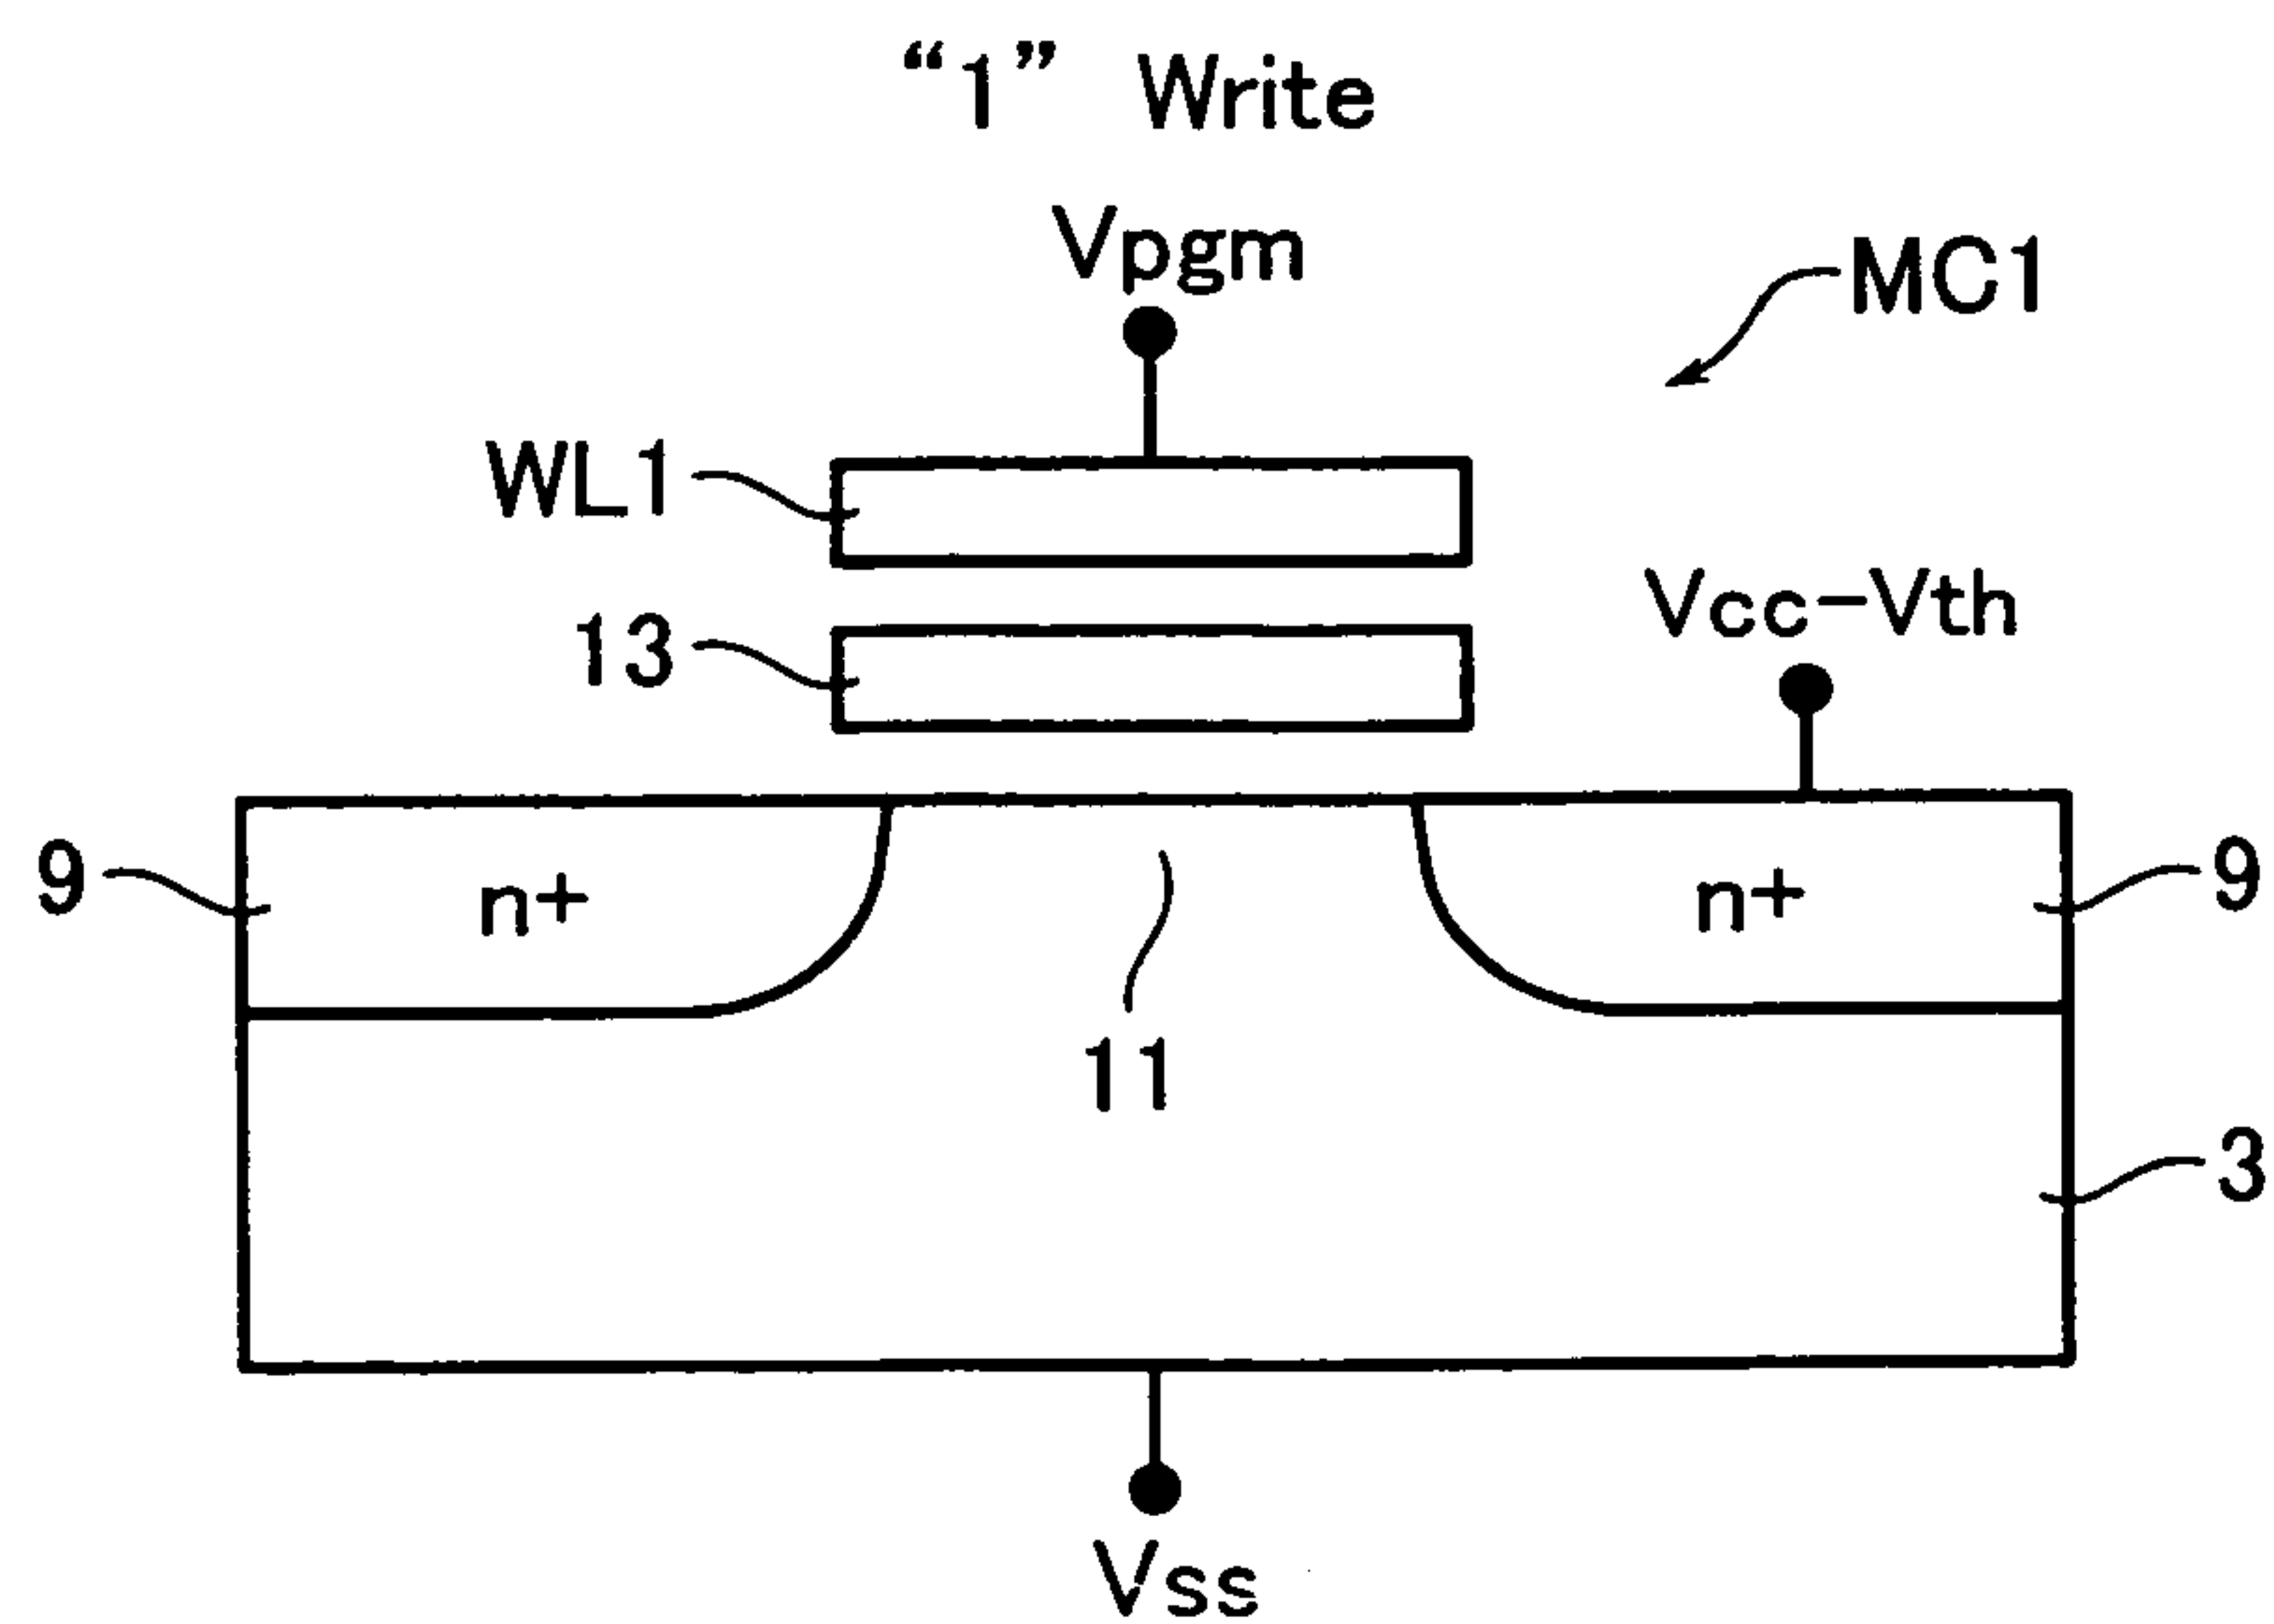 “1” Write
Vpgm
MC1
WL1
13
Vcc-Vth
9
n+
n+
9
11
3
Vss